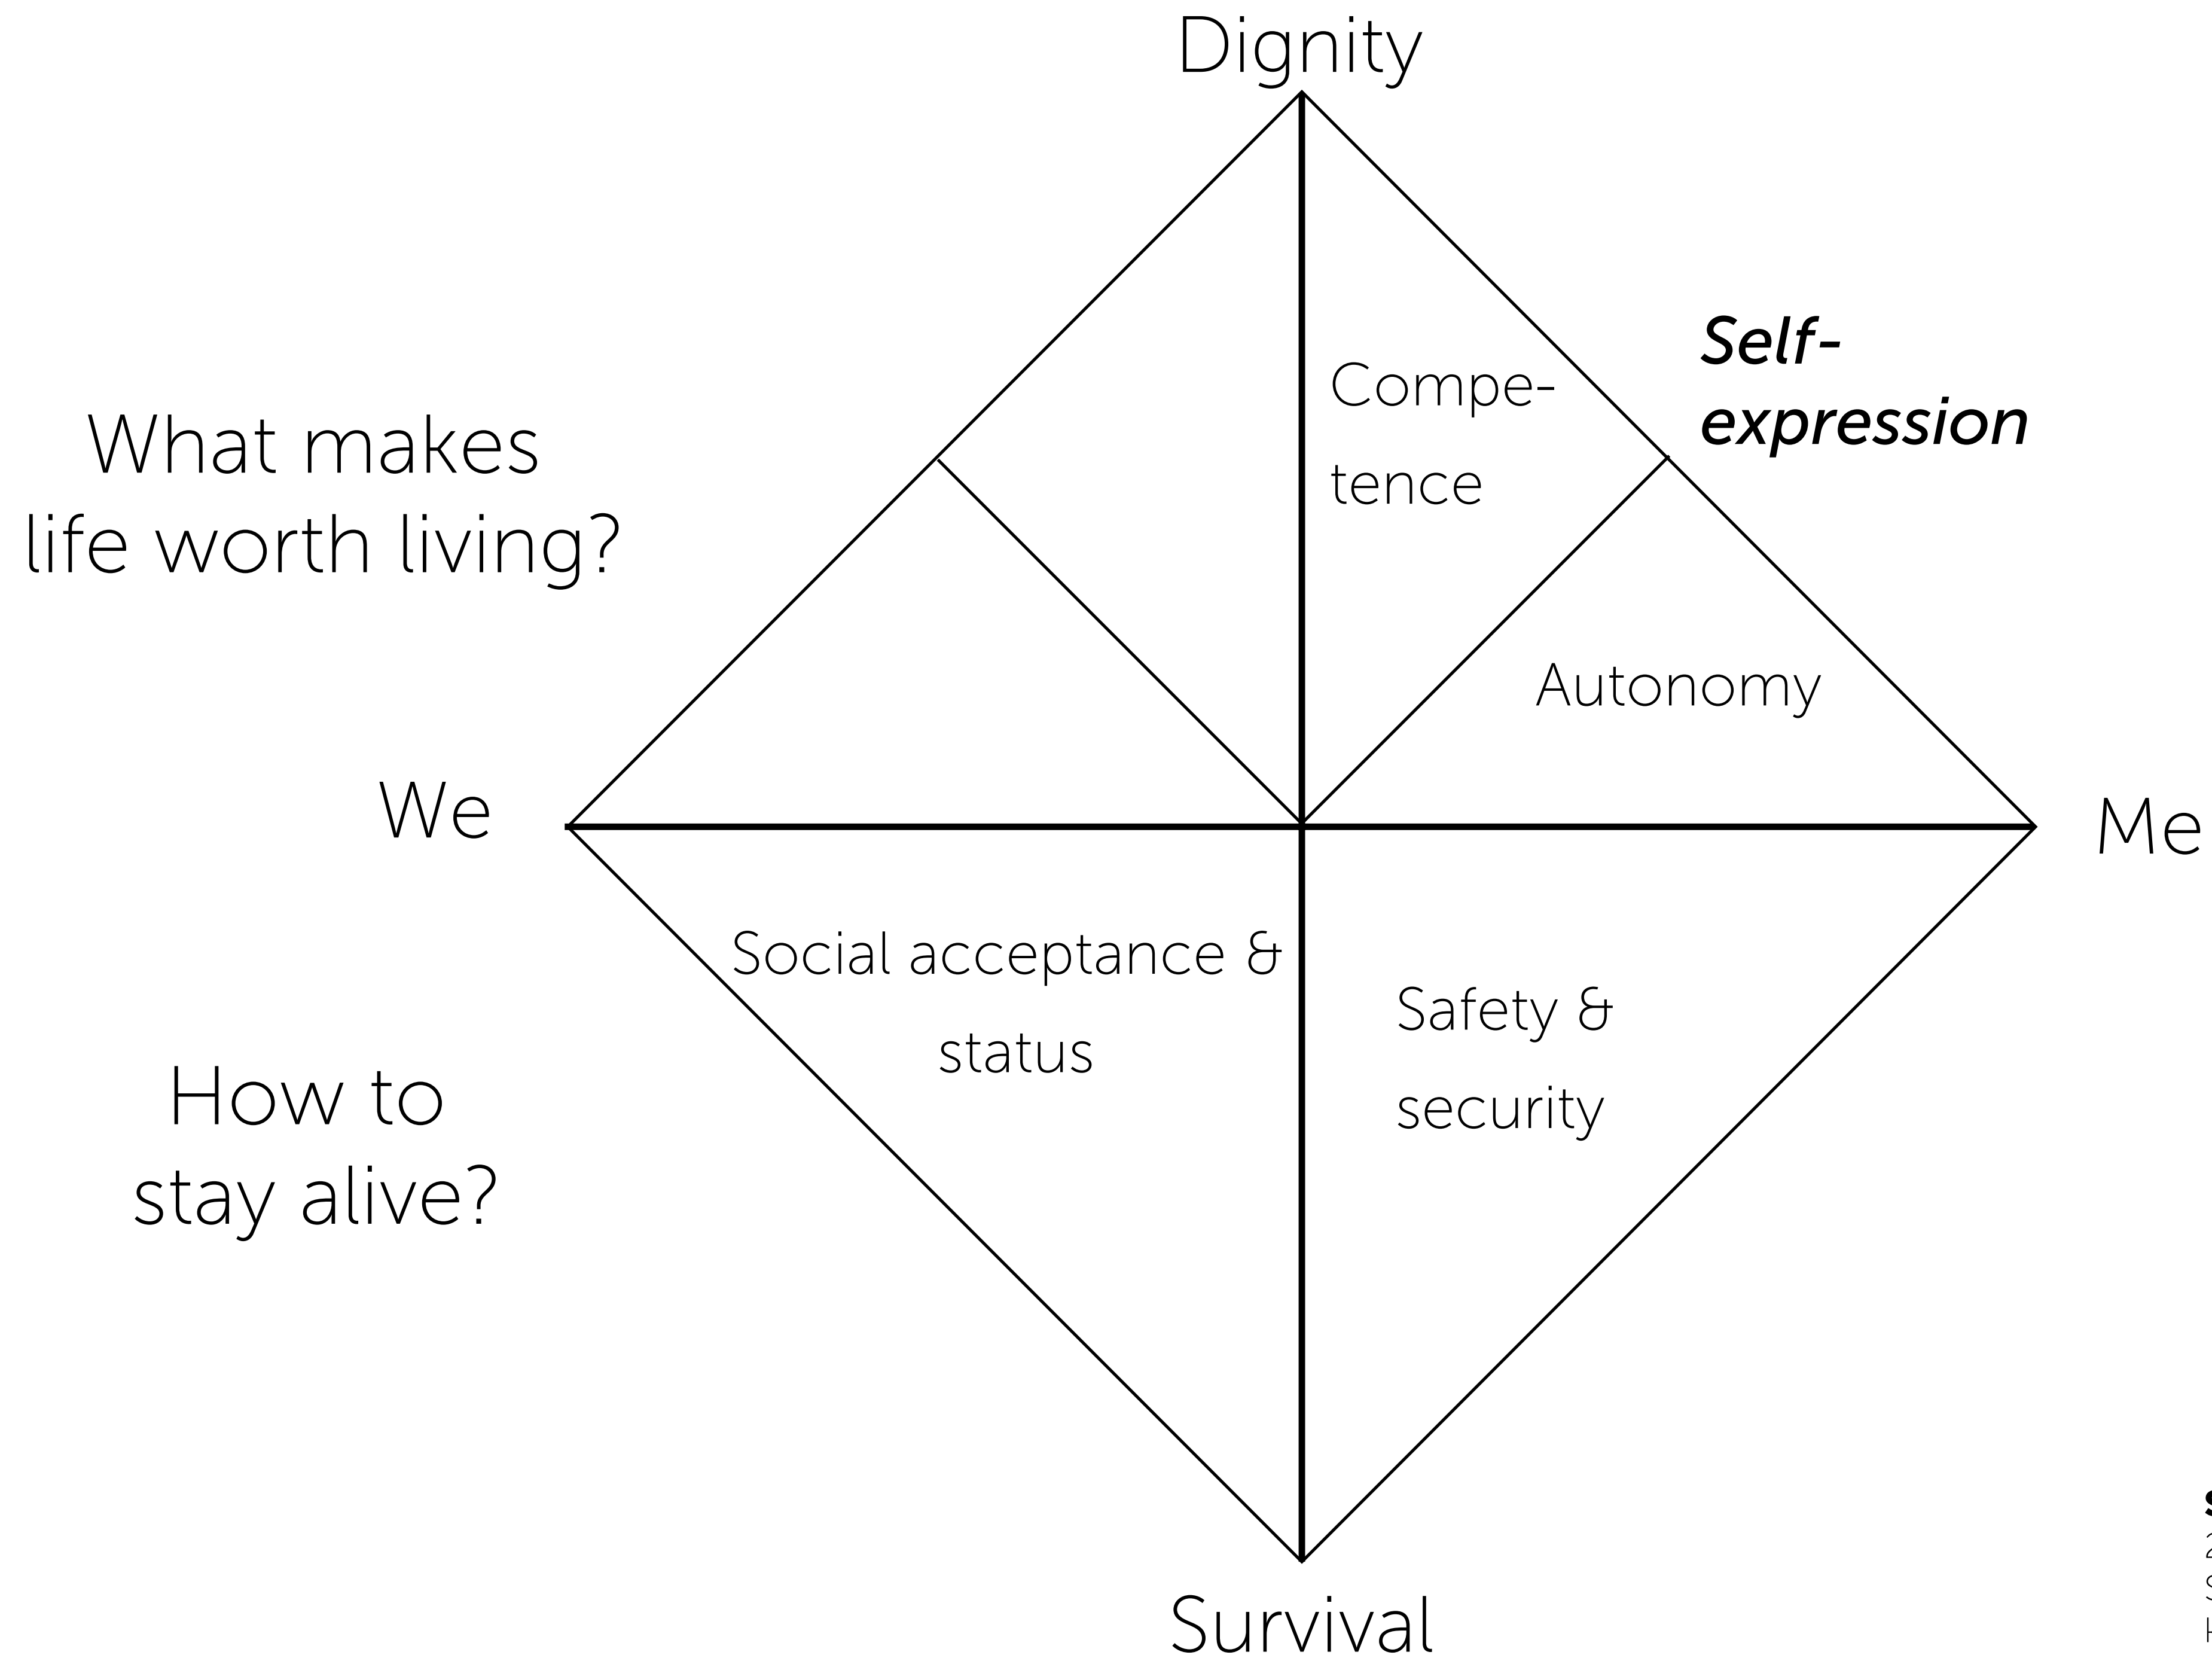 Dignity
Self-
expression
Compe-
tence
What makes
life worth living?
Autonomy
We
Me
Social acceptance &
status
Safety &
security
How to
stay alive?
Survival